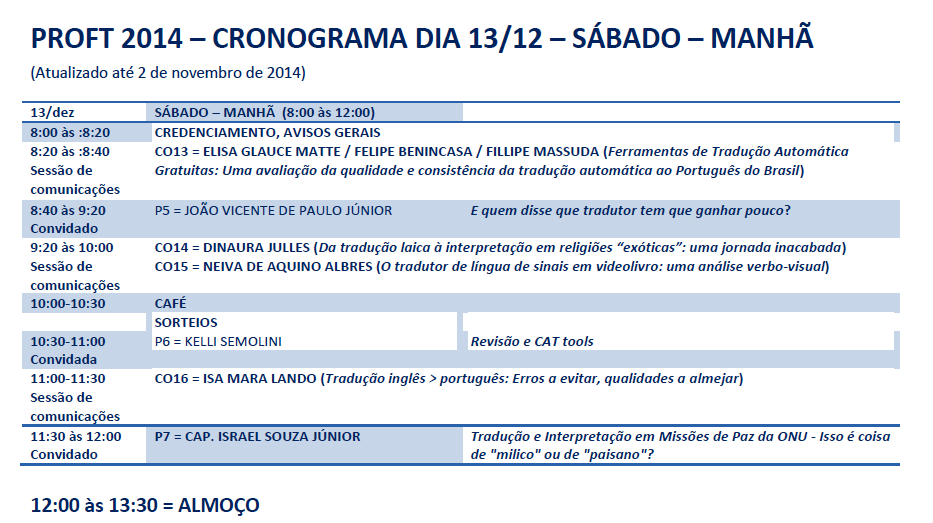 PROFT 2014 – CRONOGRAMA DIA 13/12 – SÁBADO – MANHÃ
(Atualizado até 2 de novembro de 2014)
13/dez SÁBADO – MANHÃ (8:00 às 12:00)
8:00 às :8:20 CREDENCIAMENTO, AVISOS GERAIS
8:20 às :8:40 CO13 = ELISA GLAUCE MATTE / FELIPE BENINCASA / FILLIPE MASSUDA (Ferramentas de Tradução Automática
Sessão de Gratuitas: Uma avaliação da qualidade e consistência da tradução automática ao Português do Brasil)
comunicações
8:40 às 9:20 P5 = JOÃO VICENTE DE PAULO JÚNIOR E quem disse que tradutor tem que ganhar pouco?
Convidado
9:20 às 10:00 CO14 = DINAURA JULLES (Da tradução laica à interpretação em religiões “exóticas”: uma jornada inacabada)
Sessão de CO15 = NEIVA DE AQUINO ALBRES (O tradutor de língua de sinais em videolivro: uma análise verbo-visual)
comunicações
10:00-10:30 CAFÉ
SORTEIOS
10:30-11:00 P6 = KELLI SEMOLINI Revisão e CAT tools
Convidada
11:00-11:30 CO16 = ISA MARA LANDO (Tradução inglês > português: Erros a evitar, qualidades a almejar)
Sessão de
comunicações
11:30 às 12:00 P7 = CAP. ISRAEL SOUZA JÚNIOR Tradução e Interpretação em Missões de Paz da ONU - Isso é coisa
Convidado de "milico" ou de "paisano"?
12:00 às 13:30 = ALMOÇO